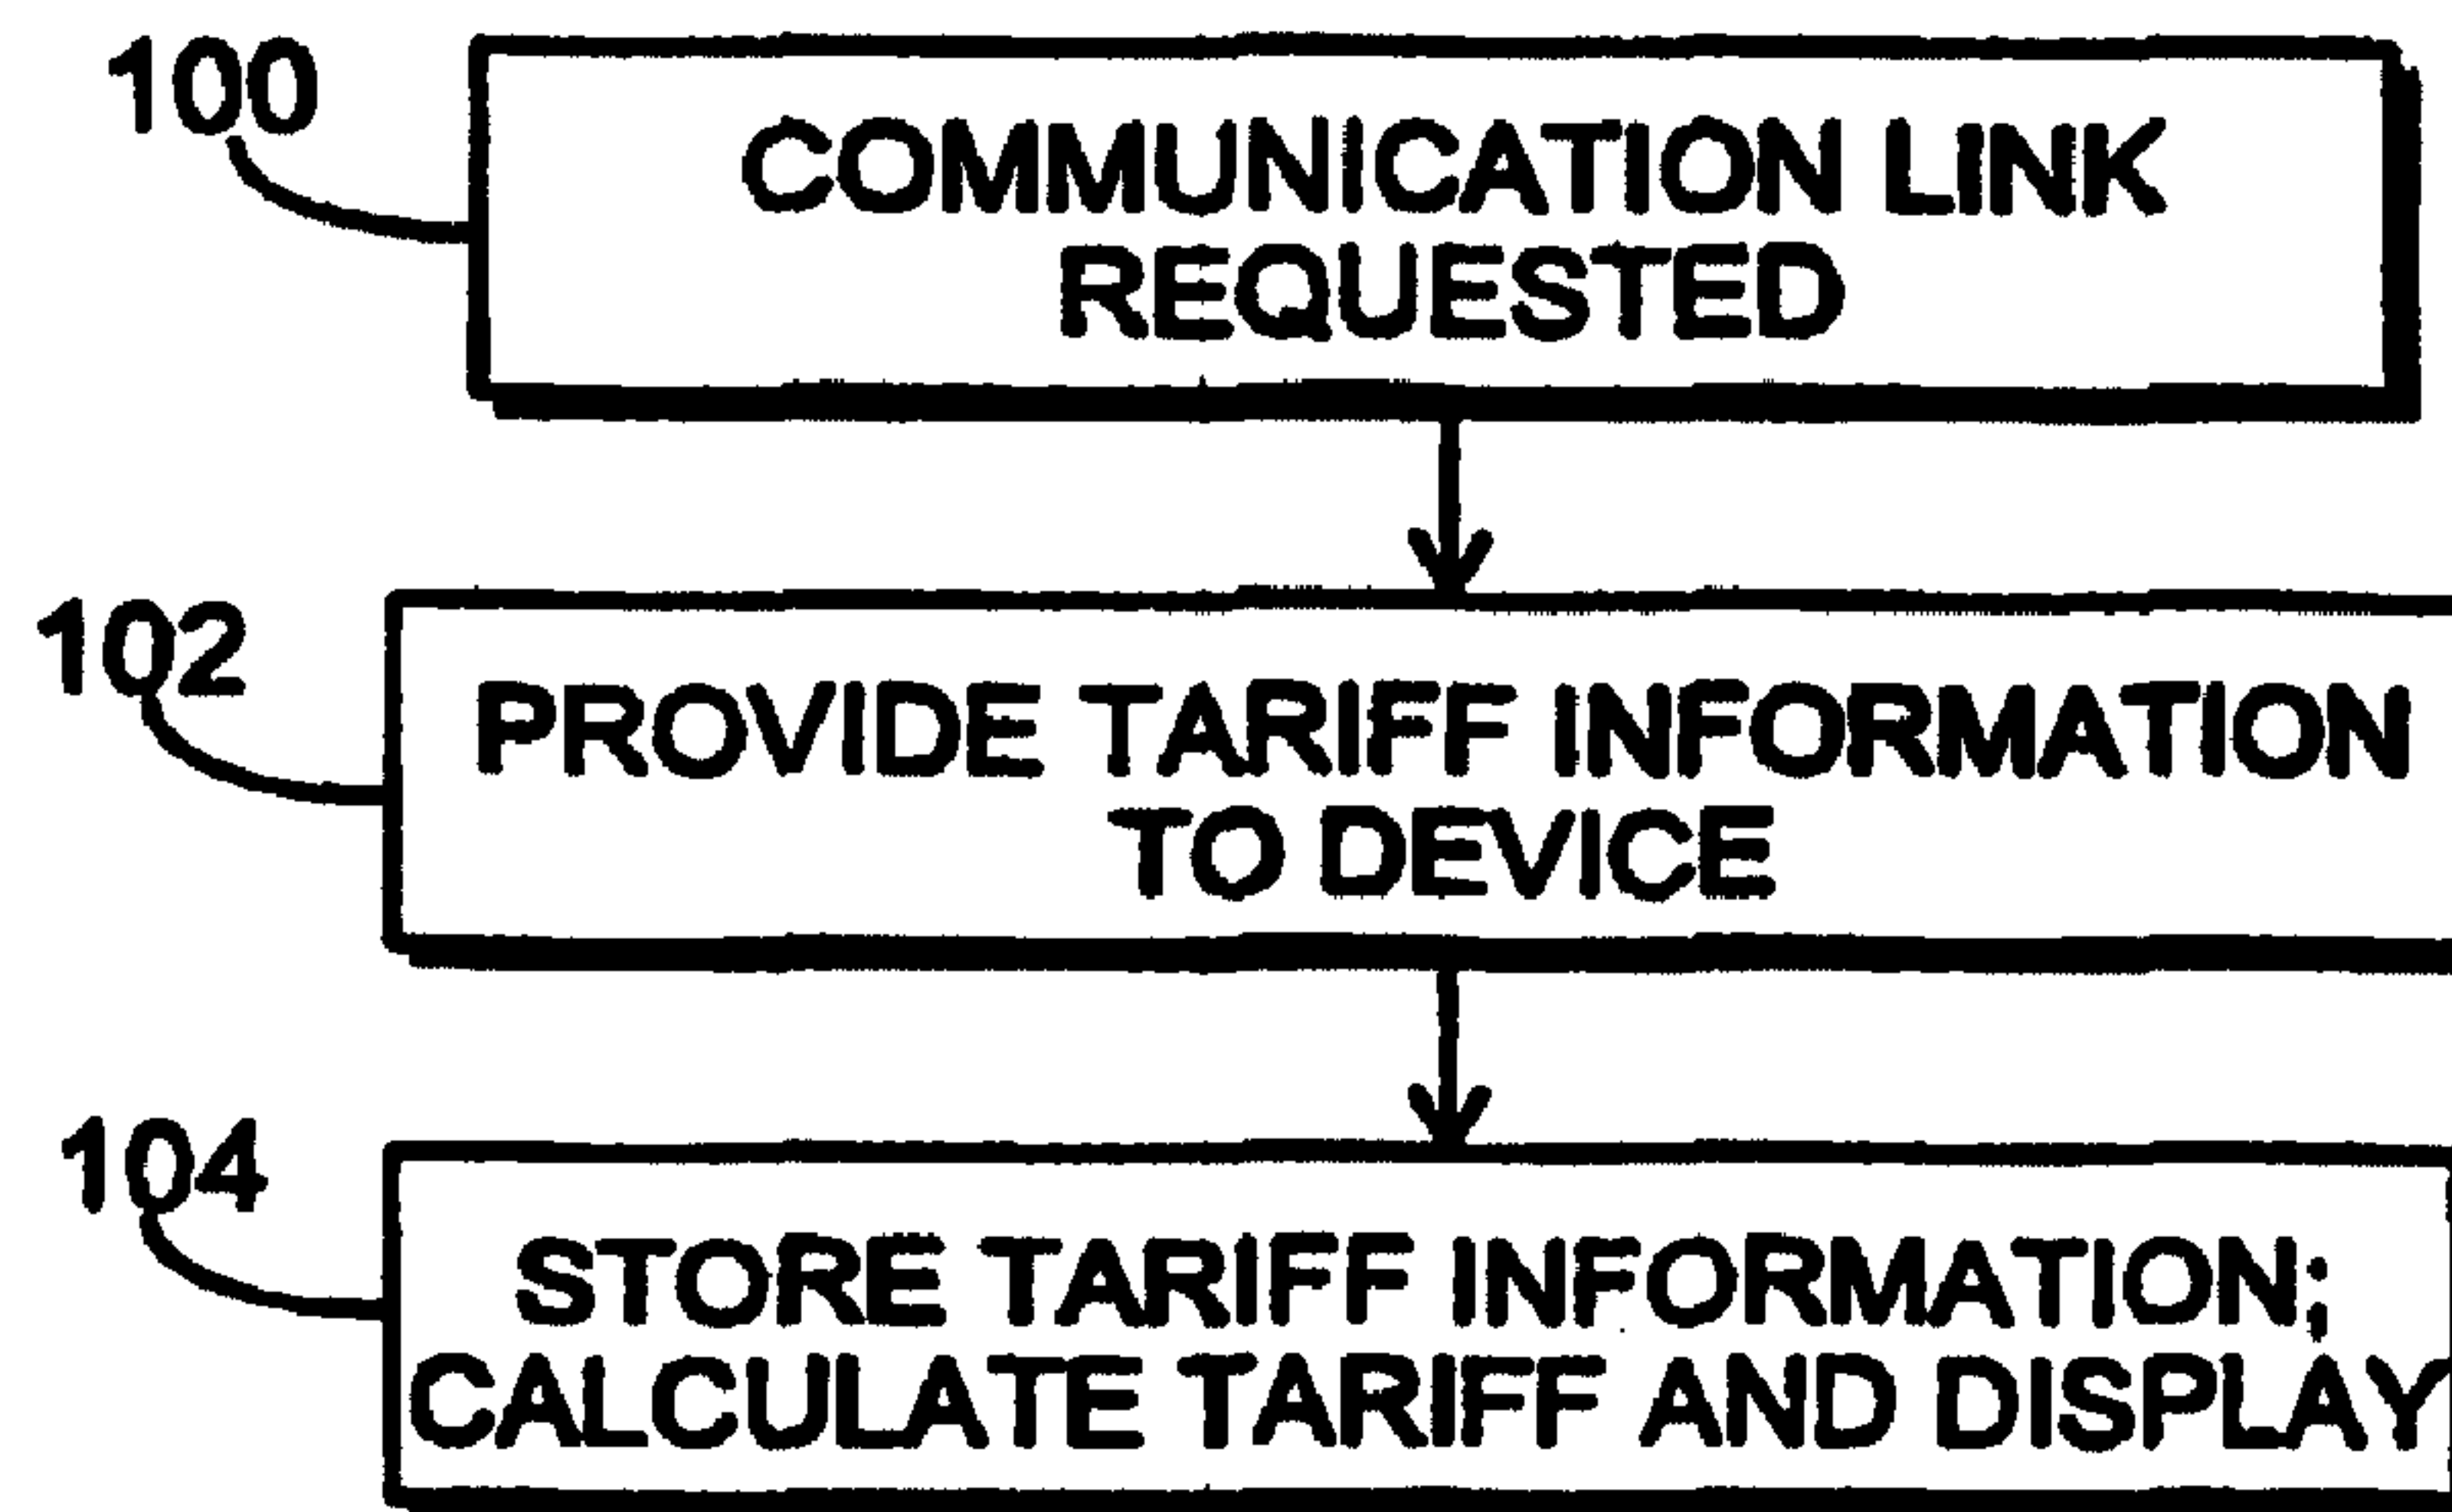 100
COMMUNICATION LINK
REQUESTED
102
PROVIDE TARIFF INFORMATION
TO DEVICE
104
STORE TARIFF INFORMATION;
CALCULATE TARIFF AND DISPLAY